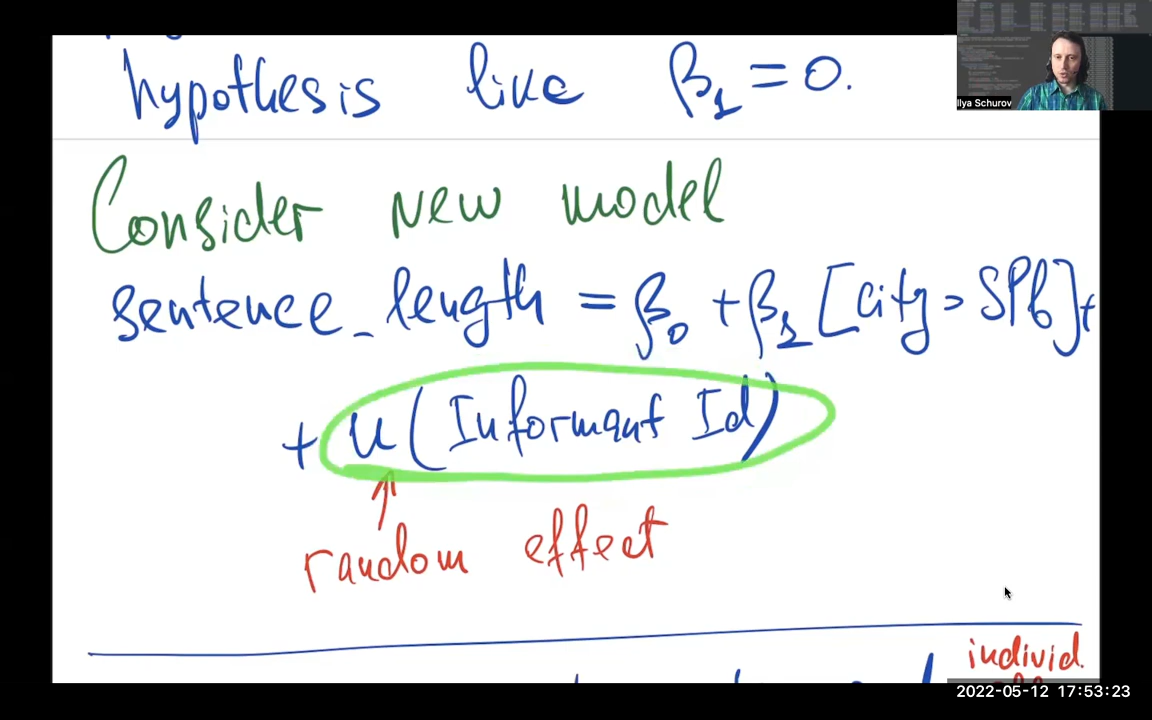 hypothesis like β₁ = 0.
Ilya Schurov
Consider new model
sentence_length = β₀ + β₁ [city = SPb] +
+ u (Informant Id)
random effect
individ.
2022-05-12 17:53:23